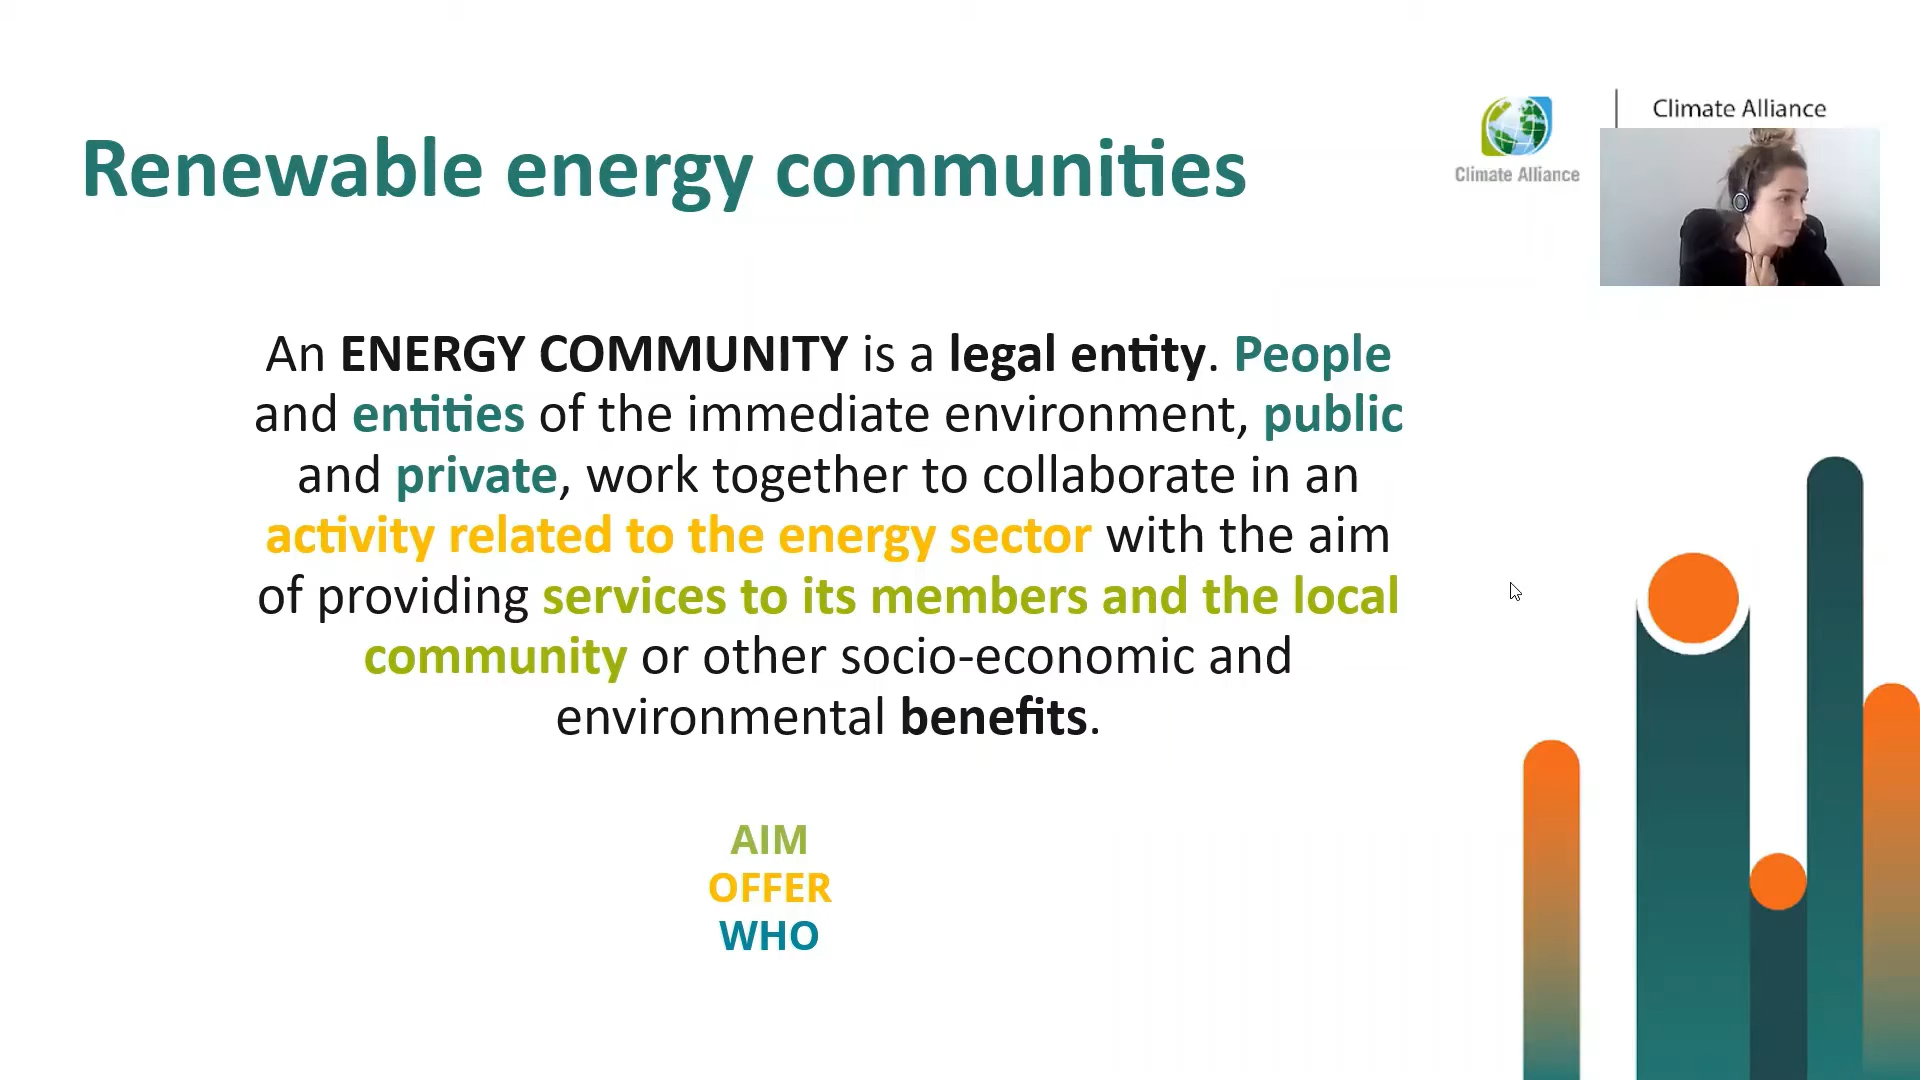 Climate Alliance
Renewable energy communities
Climate Alliance
An ENERGY COMMUNITY is a legal entity. People
and entities of the immediate environment, public
and private, work together to collaborate in an
activity related to the energy sector with the aim
of providing services to its members and the local
community or other socio-economic and
environmental benefits.
AIM
OFFER
WHO